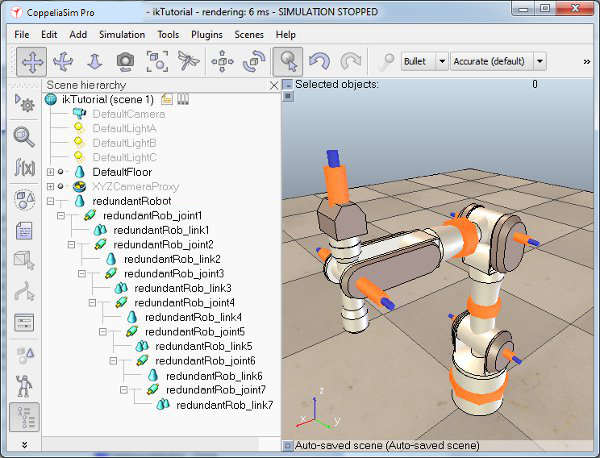 CoppeliaSim Pro - ikTutorial - rendering: 6 ms - SIMULATION STOPPED
File Edit Add Simulation Tools Plugins Scenes Help
Bullet Accurate (default) »
f(x)
Scene hierarchy
Selected objects: 0
ikTutorial (scene 1)
DefaultCamera
DefaultLightA
DefaultLightB
DefaultLightC
DefaultFloor
XYZCameraProxy
redundantRobot
redundantRob_joint1
redundantRob_link1
redundantRob_joint2
redundantRob_link2
redundantRob_joint3
redundantRob_link3
redundantRob_joint4
redundantRob_link4
redundantRob_joint5
redundantRob_link5
redundantRob_joint6
redundantRob_link6
redundantRob_joint7
redundantRob_link7
z
x
y
Auto-saved scene (Auto-saved scene)